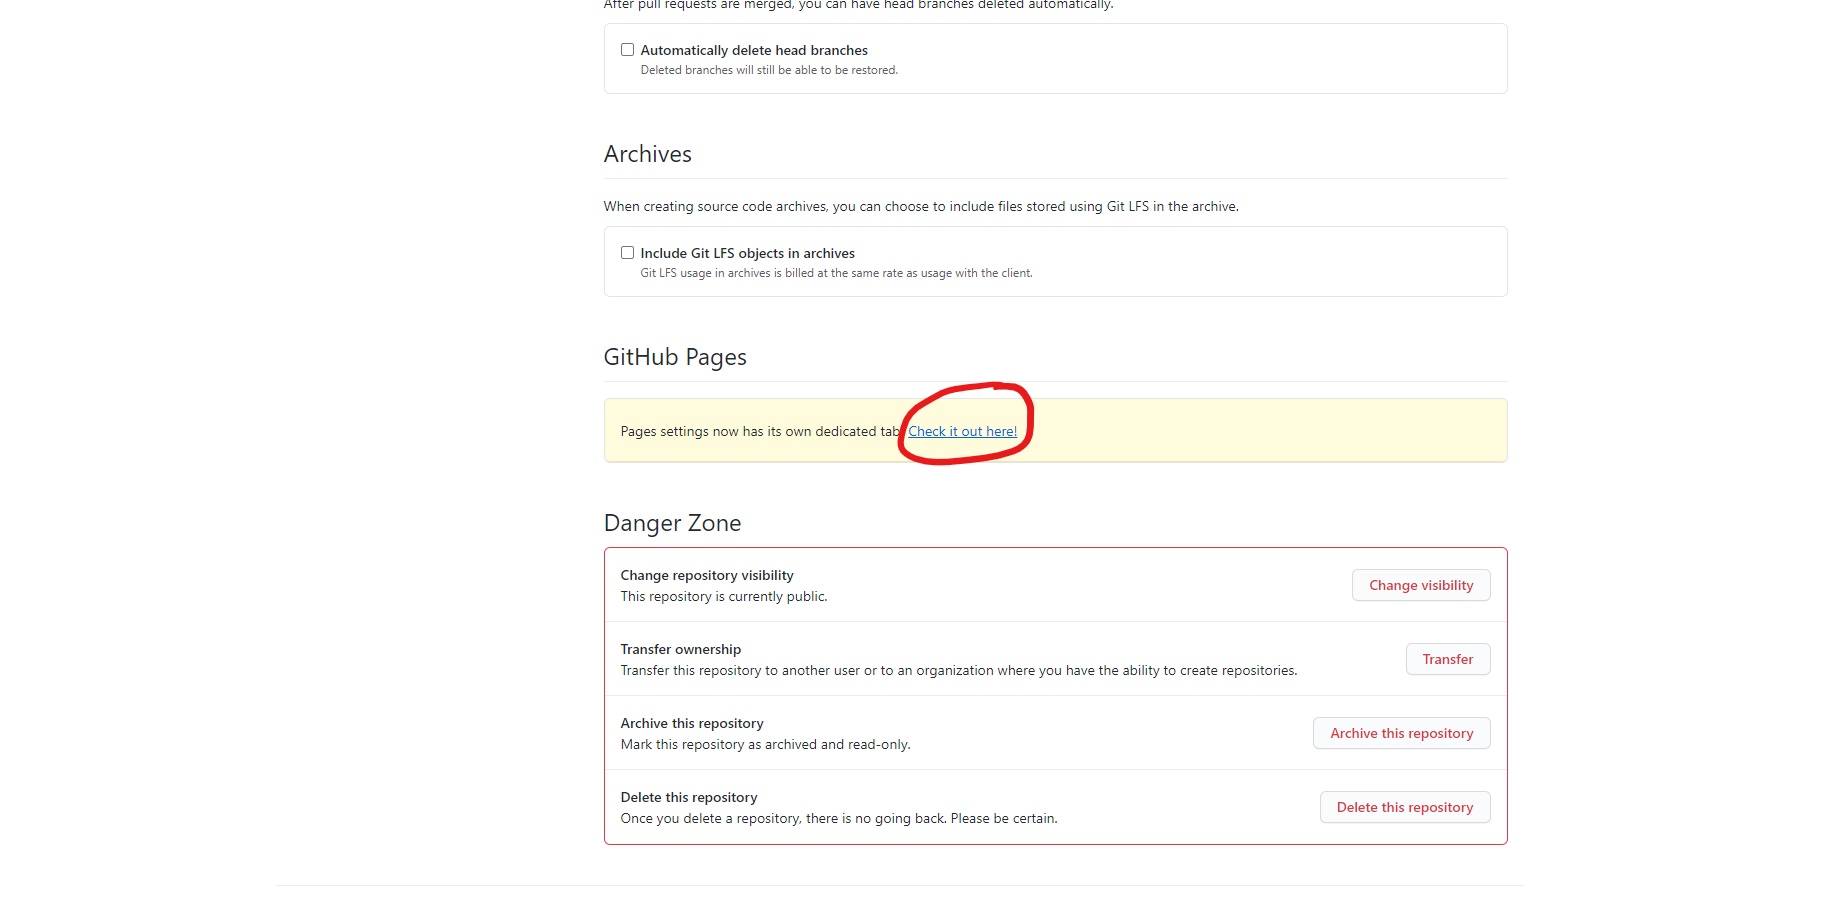 After pull requests are merged, you can have head branches deleted automatically.
Automatically delete head branches
Deleted branches will still be able to be restored.
Archives
When creating source code archives, you can choose to include files stored using Git LFS in the archive.
Include Git LFS objects in archives
Git LFS usage in archives is billed at the same rate as usage with the client.
GitHub Pages
Pages settings now has its own dedicated tab Check it out here!
Danger Zone
Change repository visibility
This repository is currently public.
Change visibility
Transfer ownership
Transfer this repository to another user or to an organization where you have the ability to create repositories.
Transfer
Archive this repository
Mark this repository as archived and read-only.
Archive this repository
Delete this repository
Once you delete a repository, there is no going back. Please be certain.
Delete this repository